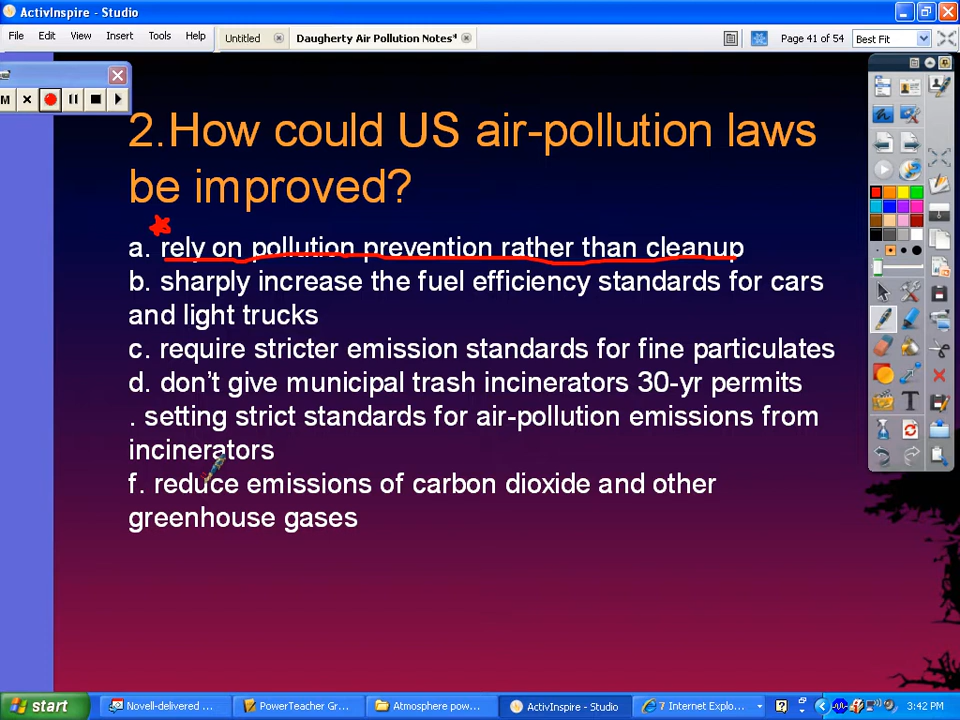 ActivInspire - Studio
File Edit View Insert Tools Help
Untitled
Daugherty Air Pollution Notes*
Page 41 of 54
Best Fit
M
2.How could US air-pollution laws
be improved?
a. rely on pollution prevention rather than cleanup
b. sharply increase the fuel efficiency standards for cars
and light trucks
c. require stricter emission standards for fine particulates
d. don't give municipal trash incinerators 30-yr permits
. setting strict standards for air-pollution emissions from
incinerators
f. reduce emissions of carbon dioxide and other
greenhouse gases
start
Novell-delivered ...
PowerTeacher Gr...
Atmosphere pow...
ActivInspire - Studio
7 Internet Explo...
3:42 PM